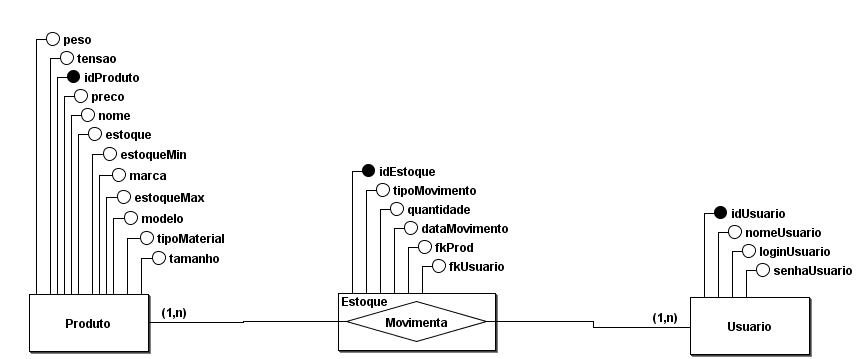 peso
tensao
idProduto
preco
nome
estoque
estoqueMin
marca
estoqueMax
modelo
tipoMaterial
tamanho
Produto
(1,n)
idEstoque
tipoMovimento
quantidade
dataMovimento
fkProd
fkUsuario
Estoque
Movimenta
(1,n)
idUsuario
nomeUsuario
loginUsuario
senhaUsuario
Usuario